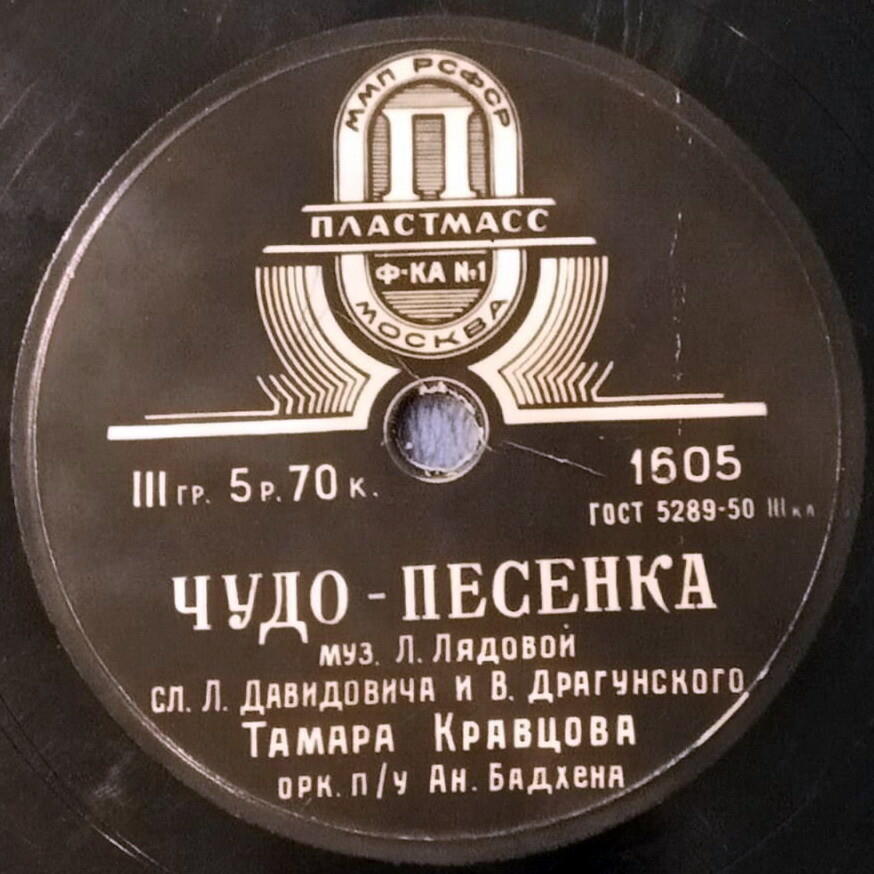 ММП РСФСР
П
ПЛАСТМАСС
Ф-КА №1
МОСКВА
III ГР. 5 Р. 70 К.
1605
ГОСТ 5289-50 III КЛ
ЧУДО - ПЕСЕНКА
МУЗ. Л. ЛЯДОВОЙ
СЛ. Л. ДАВИДОВИЧА И В. ДРАГУНСКОГО
ТАМАРА КРАВЦОВА
ОРК. П/У АН. БАДХЕНА